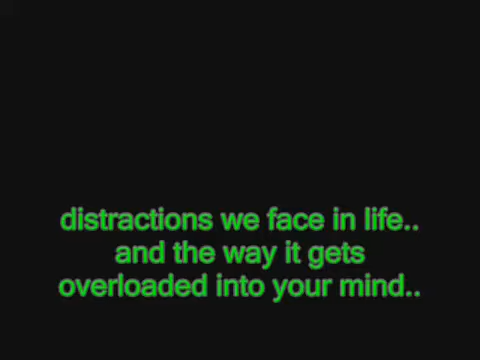 distractions we face in life..
and the way it gets
overloaded into your mind..